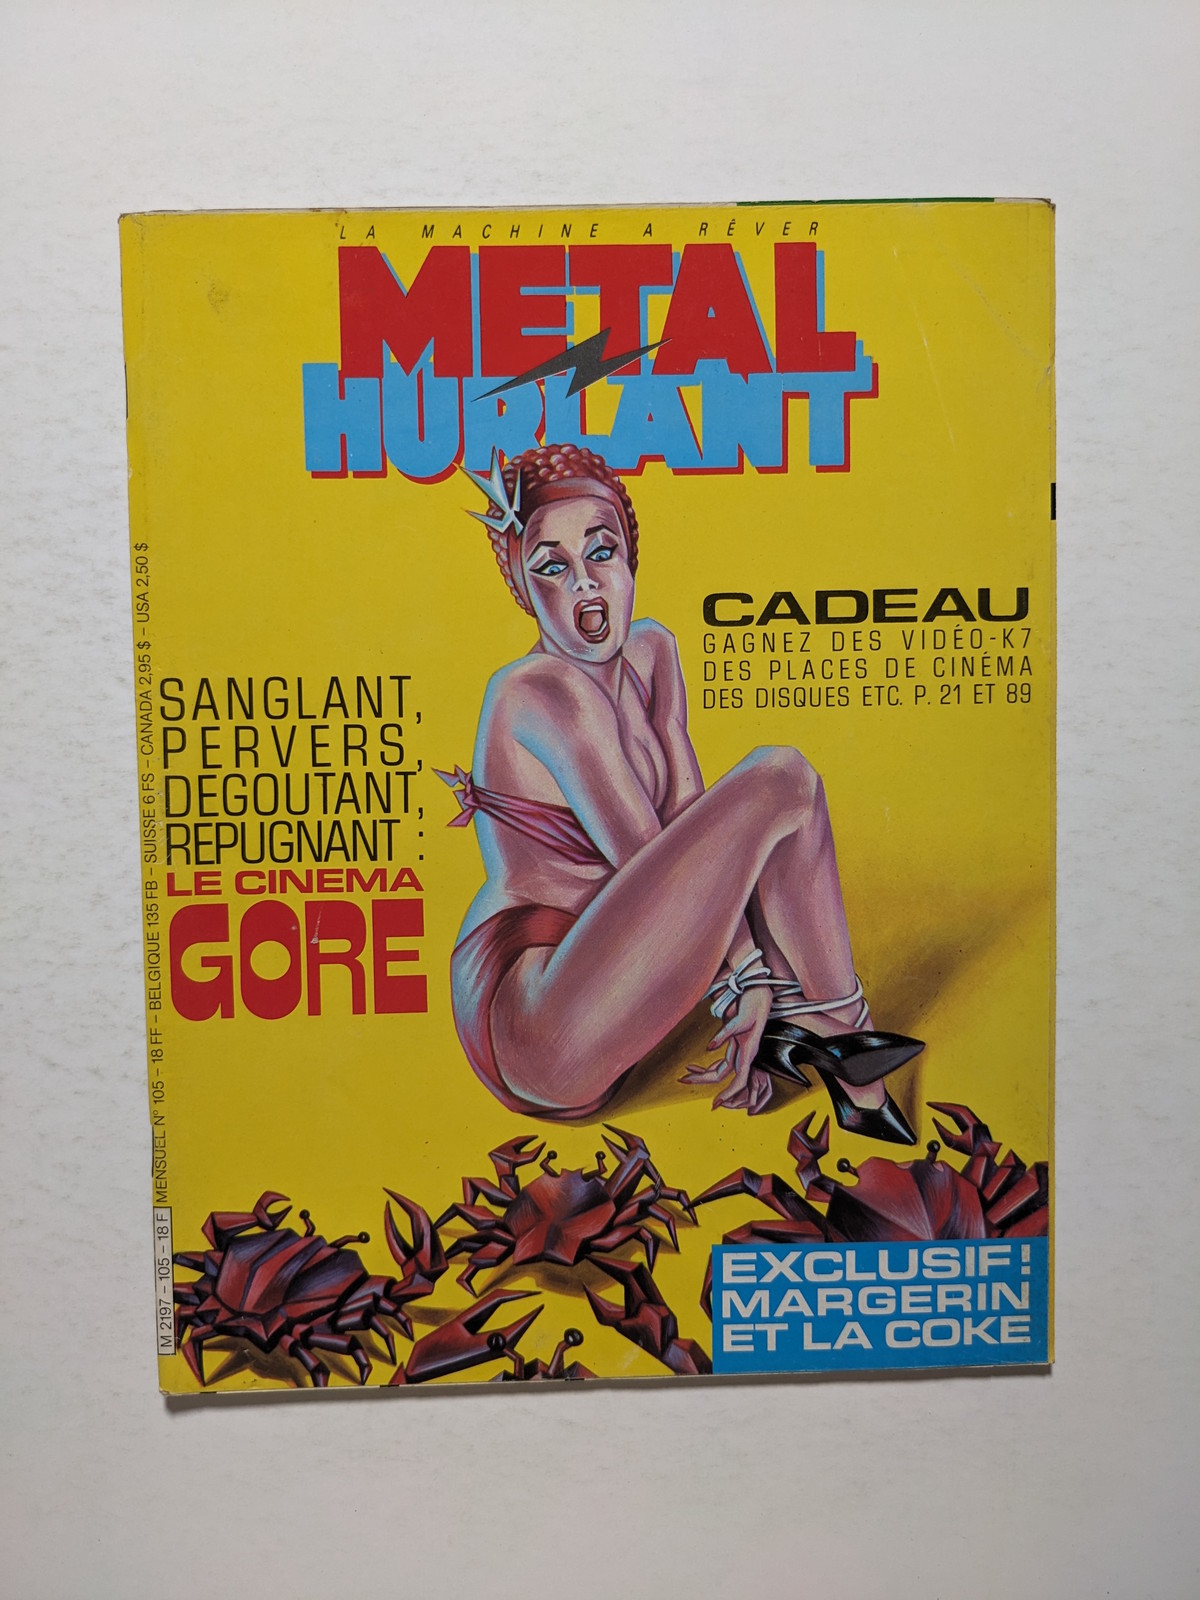 LA MACHINE A RÊVER
METAL
HURLANT
CADEAU
GAGNEZ DES VIDÉO-K7
DES PLACES DE CINÉMA
DES DISQUES ETC. P. 21 ET 89
SANGLANT,
PERVERS,
DEGOUTANT,
REPUGNANT :
LE CINEMA
GORE
EXCLUSIF!
MARGERIN
ET LA COKE
M 2197 – 105 – 18 F MENSUEL N° 105 – 18 FF – BELGIQUE 135 FB – SUISSE 6 FS – CANADA 2,95 $ – USA 2,50 $